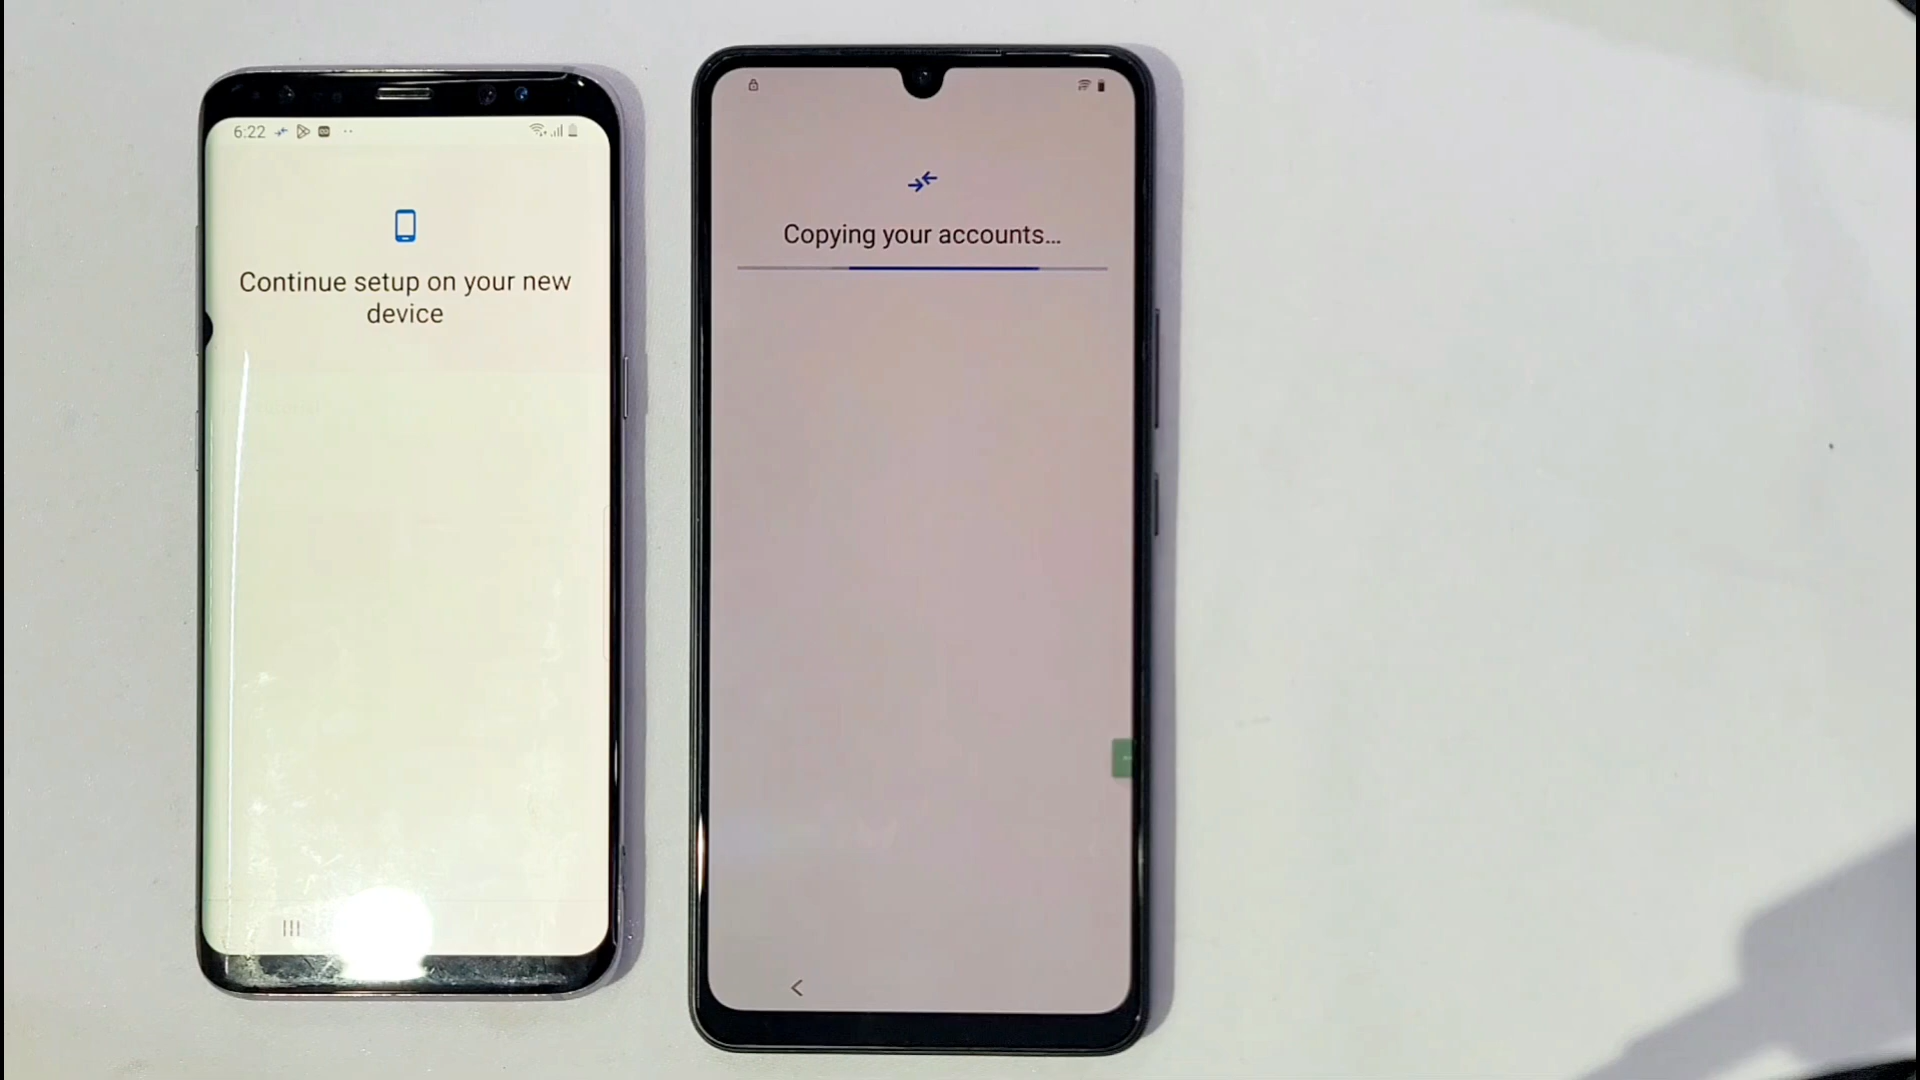 6:22
Continue setup on your new
device
Copying your accounts...